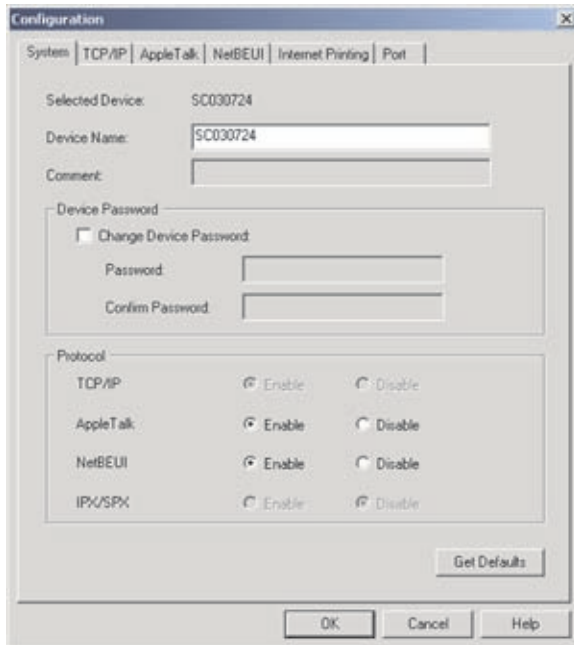 Configuration
System TCP/IP AppleTalk NetBEUI Internet Printing Port
Selected Device: SC030724
Device Name: SC030724
Comment:
Device Password
Change Device Password:
Password:
Confirm Password:
Protocol
TCP/IP Enable Disable
AppleTalk Enable Disable
NetBEUI Enable Disable
IPX/SPX Enable Disable
Get Defaults
OK Cancel Help